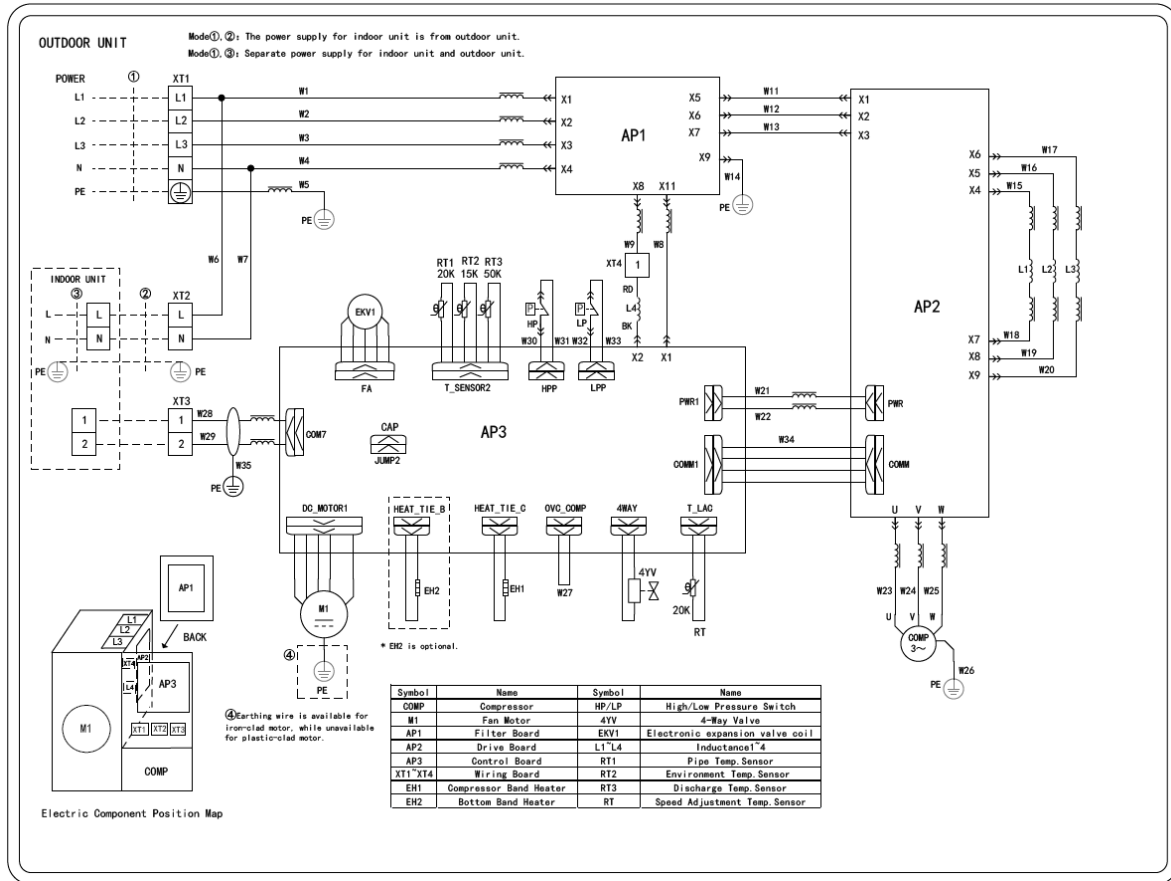 OUTDOOR UNIT
Mode①,②: The power supply for indoor unit is from outdoor unit.
Mode①,③: Separate power supply for indoor unit and outdoor unit.
POWER
①
XT1
L1
L1
W1
X1
L2
L2
W2
X2
L3
L3
W3
X3
N
N
W4
X4
PE
W5
PE
AP1
X5
X6
X7
X9
X8
X11
W11
W12
W13
W14
PE
X1
X2
X3
X6
X5
X4
W17
W16
W15
L1
L2
L3
AP2
X7
X8
X9
W18
W19
W20
W6
W7
W9
W8
XT4
1
RD
L4
BK
X2
X1
INDOOR UNIT
③
②
XT2
L
L
L
N
N
N
PE
PE
XT3
1
1
W28
2
2
W29
W35
PE
COM7
EKV1
FA
RT1
20K
RT2
15K
RT3
50K
θ
θ
θ
T_SENSOR2
P
HP
W30
W31
HPP
P
LP
W32
W33
LPP
AP3
CAP
JUMP2
PWR1
W21
W22
PWR
COMM1
W34
COMM
DC_MOTOR1
HEAT_TIE_B
HEAT_TIE_C
OVC_COMP
4WAY
T_LAC
EH2
EH1
W27
4YV
θ
20K
RT
M1
④
PE
* EH2 is optional.
U
V
W
W23
W24
W25
U
V
W
COMP
3~
W26
PE
AP1
BACK
L1
L2
L3
XT4
AP2
L4
AP3
M1
XT1
XT2
XT3
COMP
Electric Component Position Map
④Earthing wire is available for
iron-clad motor, while unavailable
for plastic-clad motor.
Symbol Name Symbol Name
COMP Compressor HP/LP High/Low Pressure Switch
M1 Fan Motor 4YV 4-Way Valve
AP1 Filter Board EKV1 Electronic expansion valve coil
AP2 Drive Board L1~L4 Inductance1~4
AP3 Control Board RT1 Pipe Temp.Sensor
XT1~XT4 Wiring Board RT2 Environment Temp.Sensor
EH1 Compressor Band Heater RT3 Discharge Temp.Sensor
EH2 Bottom Band Heater RT Speed Adjustment Temp.Sensor